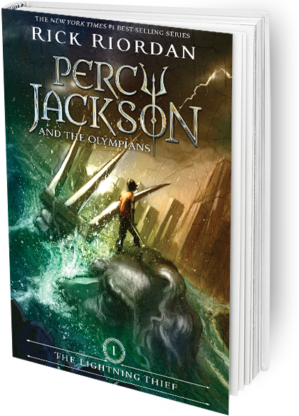 THE NEW YORK TIMES #1 BEST-SELLING SERIES
RICK RIORDAN
PERCY
JACKSON
AND THE OLYMPIANS
1
THE LIGHTNING THIEF